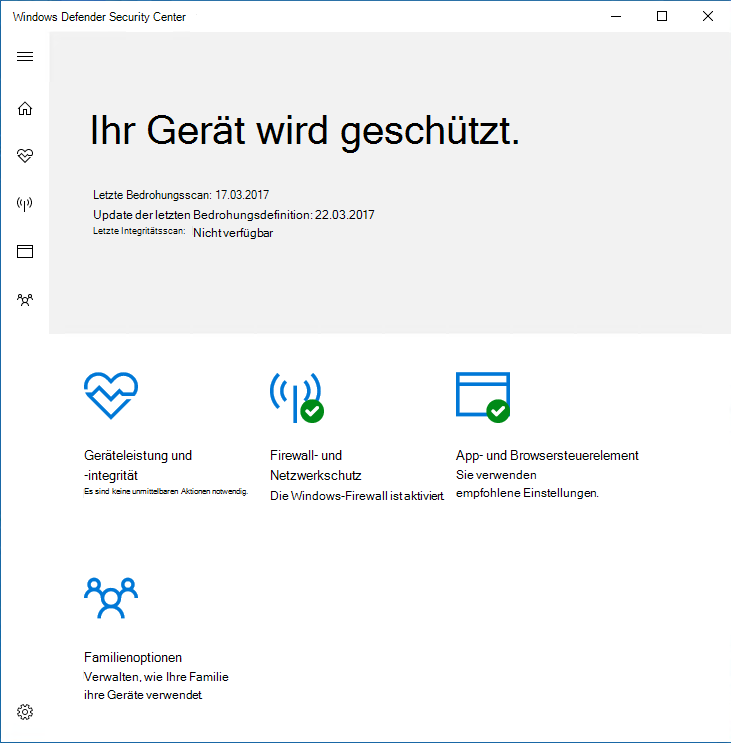 Windows Defender Security Center
Ihr Gerät wird geschützt.
Letzte Bedrohungsscan: 17.03.2017
Update der letzten Bedrohungsdefinition: 22.03.2017
Letzte Integritätsscan: Nicht verfügbar
Geräteleistung und
-integrität
Es sind keine unmittelbaren Aktionen notwendig.
Firewall- und
Netzwerkschutz
Die Windows-Firewall ist aktiviert.
App- und Browsersteuerelement
Sie verwenden
empfohlene Einstellungen.
Familienoptionen
Verwalten, wie Ihre Familie
ihre Geräte verwendet.